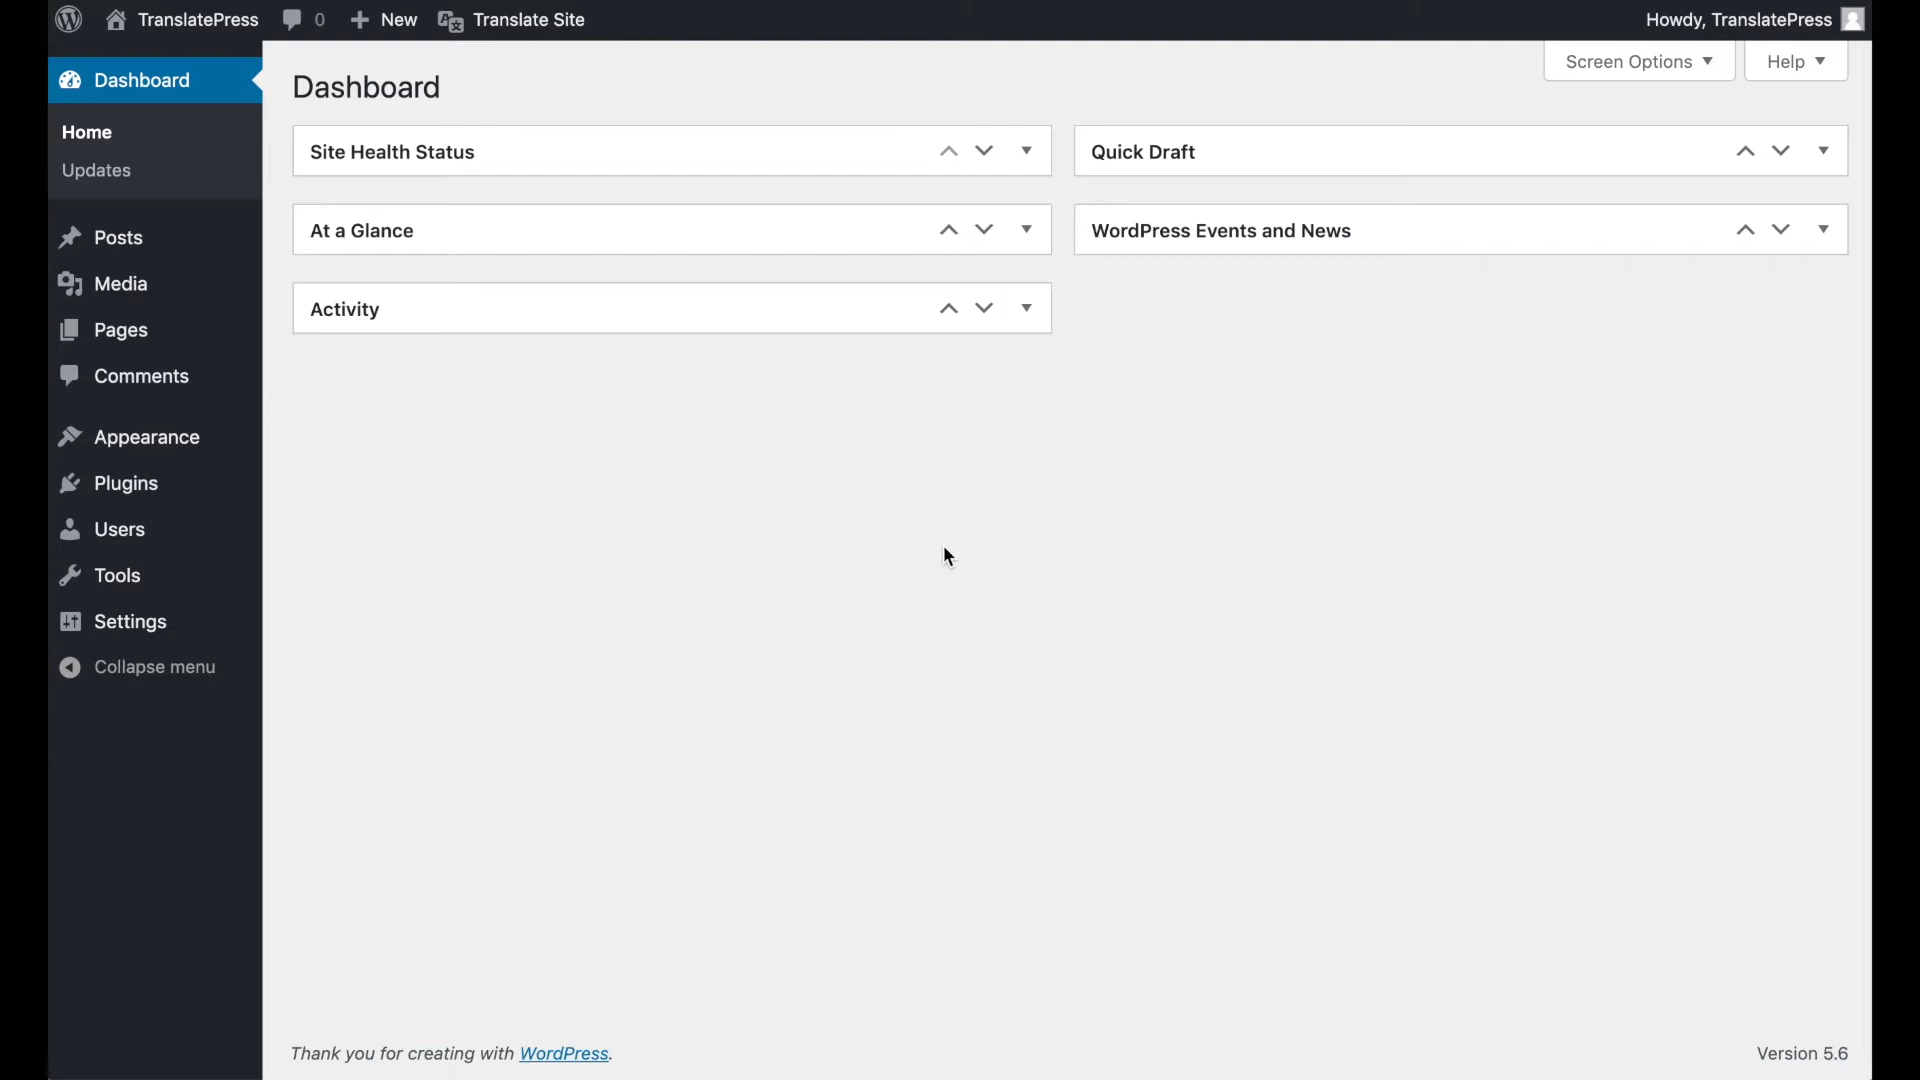 TranslatePress 0 New Translate Site Howdy, TranslatePress
Screen Options Help
Dashboard
Home
Updates
Posts
Media
Pages
Comments
Appearance
Plugins
Users
Tools
Settings
Collapse menu
Dashboard
Site Health Status
At a Glance
Activity
Quick Draft
WordPress Events and News
Thank you for creating with WordPress.
Version 5.6